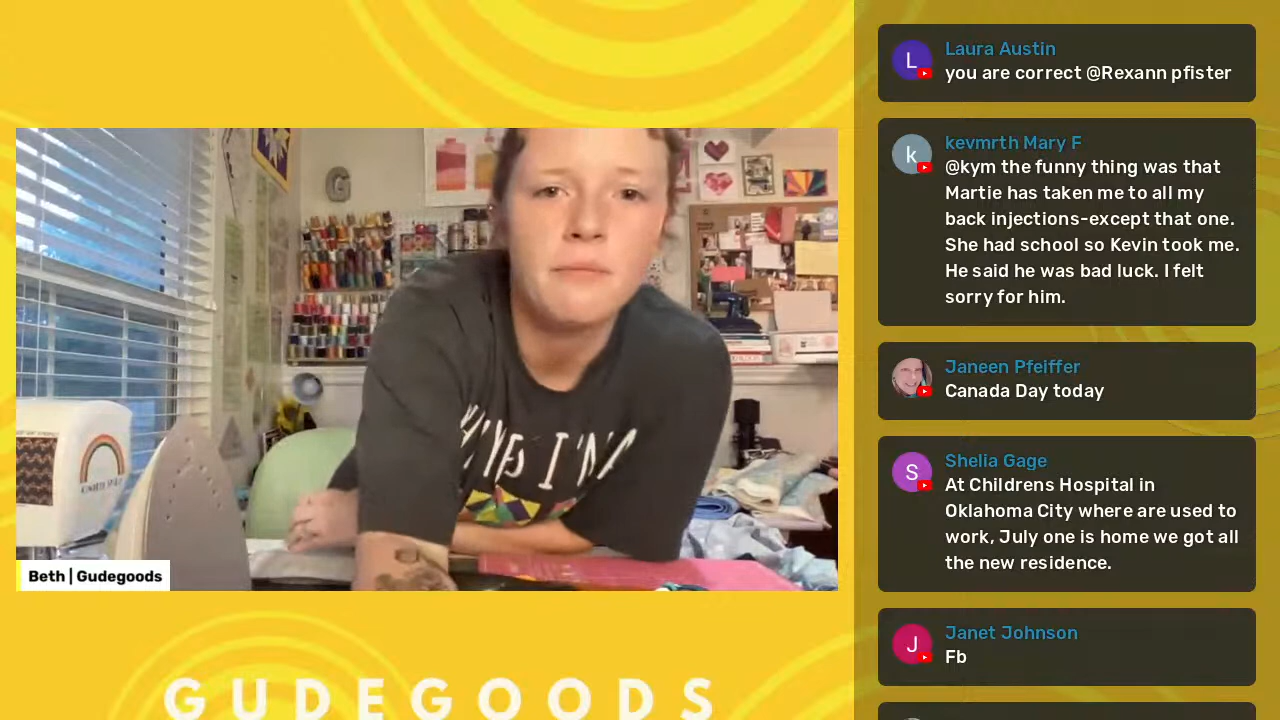 Laura Austin
you are correct @Rexann pfister
kevmrth Mary F
@kym the funny thing was that
Martie has taken me to all my
back injections-except that one.
She had school so Kevin took me.
He said he was bad luck. I felt
sorry for him.
Janeen Pfeiffer
Canada Day today
Shelia Gage
At Childrens Hospital in
Oklahoma City where are used to
work, July one is home we got all
the new residence.
Janet Johnson
Fb
L
k
S
J
G
I'M A
Beth | Gudegoods
GUDEGOODS